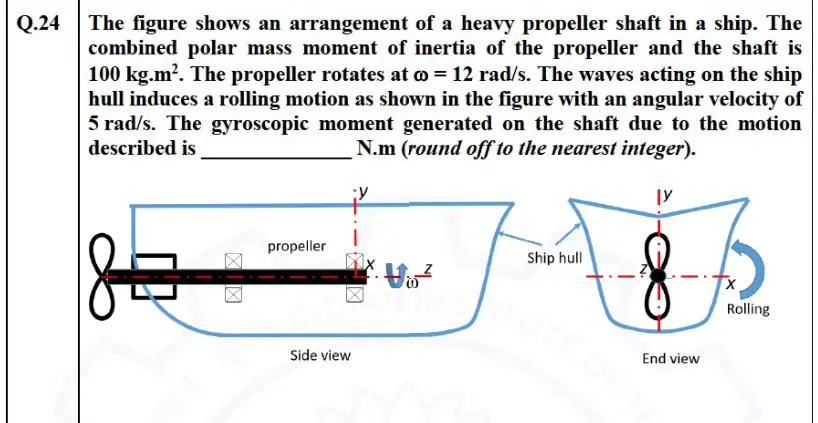 Q.24 The figure shows an arrangement of a heavy propeller shaft in a ship. The
combined polar mass moment of inertia of the propeller and the shaft is
100 kg.m². The propeller rotates at ω = 12 rad/s. The waves acting on the ship
hull induces a rolling motion as shown in the figure with an angular velocity of
5 rad/s. The gyroscopic moment generated on the shaft due to the motion
described is _______________ N.m (round off to the nearest integer).
y
propeller
x
z
ω
Side view
Ship hull
y
z
x
Rolling
End view